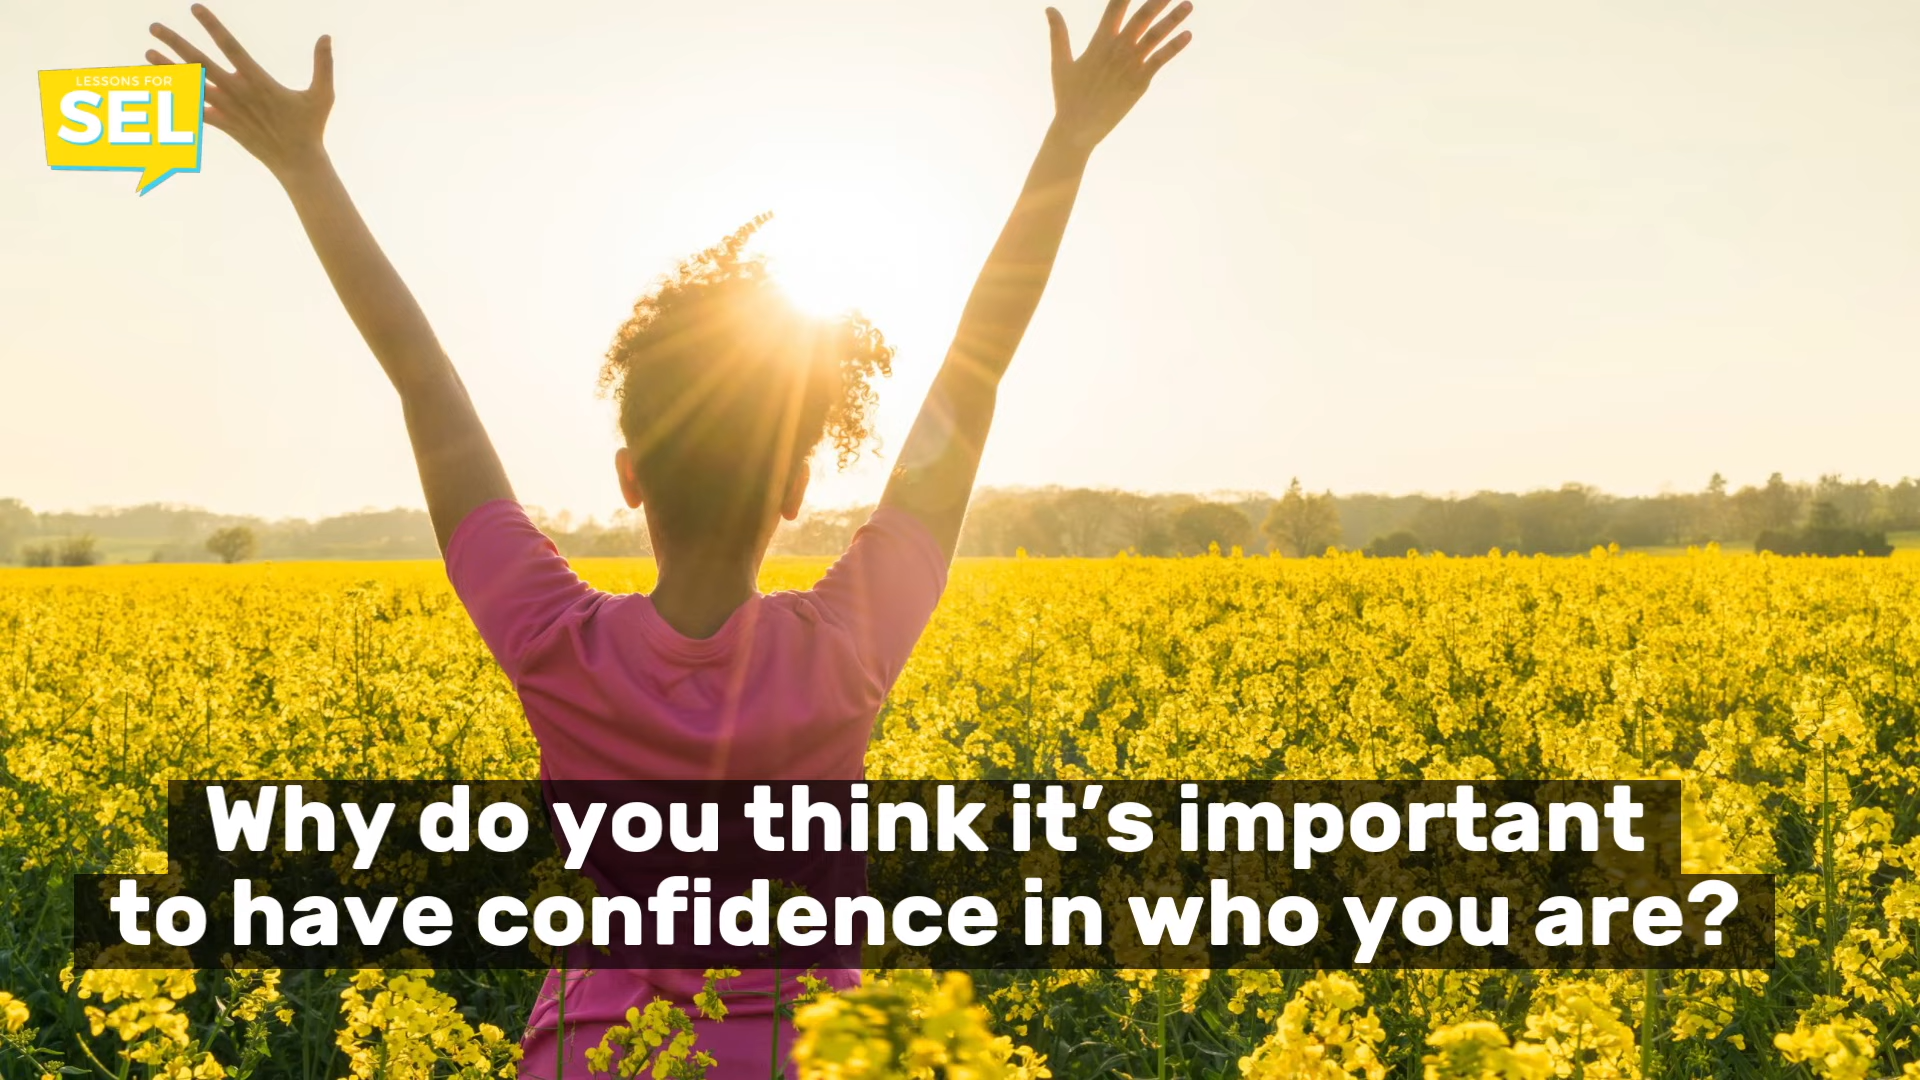 LESSONS FOR
SEL
Why do you think it’s important
to have confidence in who you are?